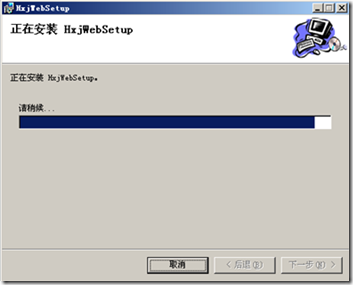 HxjWebSetup
正在安装 HxjWebSetup
正在安装 HxjWebSetup。
请稍候...
取消
< 后退(B)
下一步(N) >